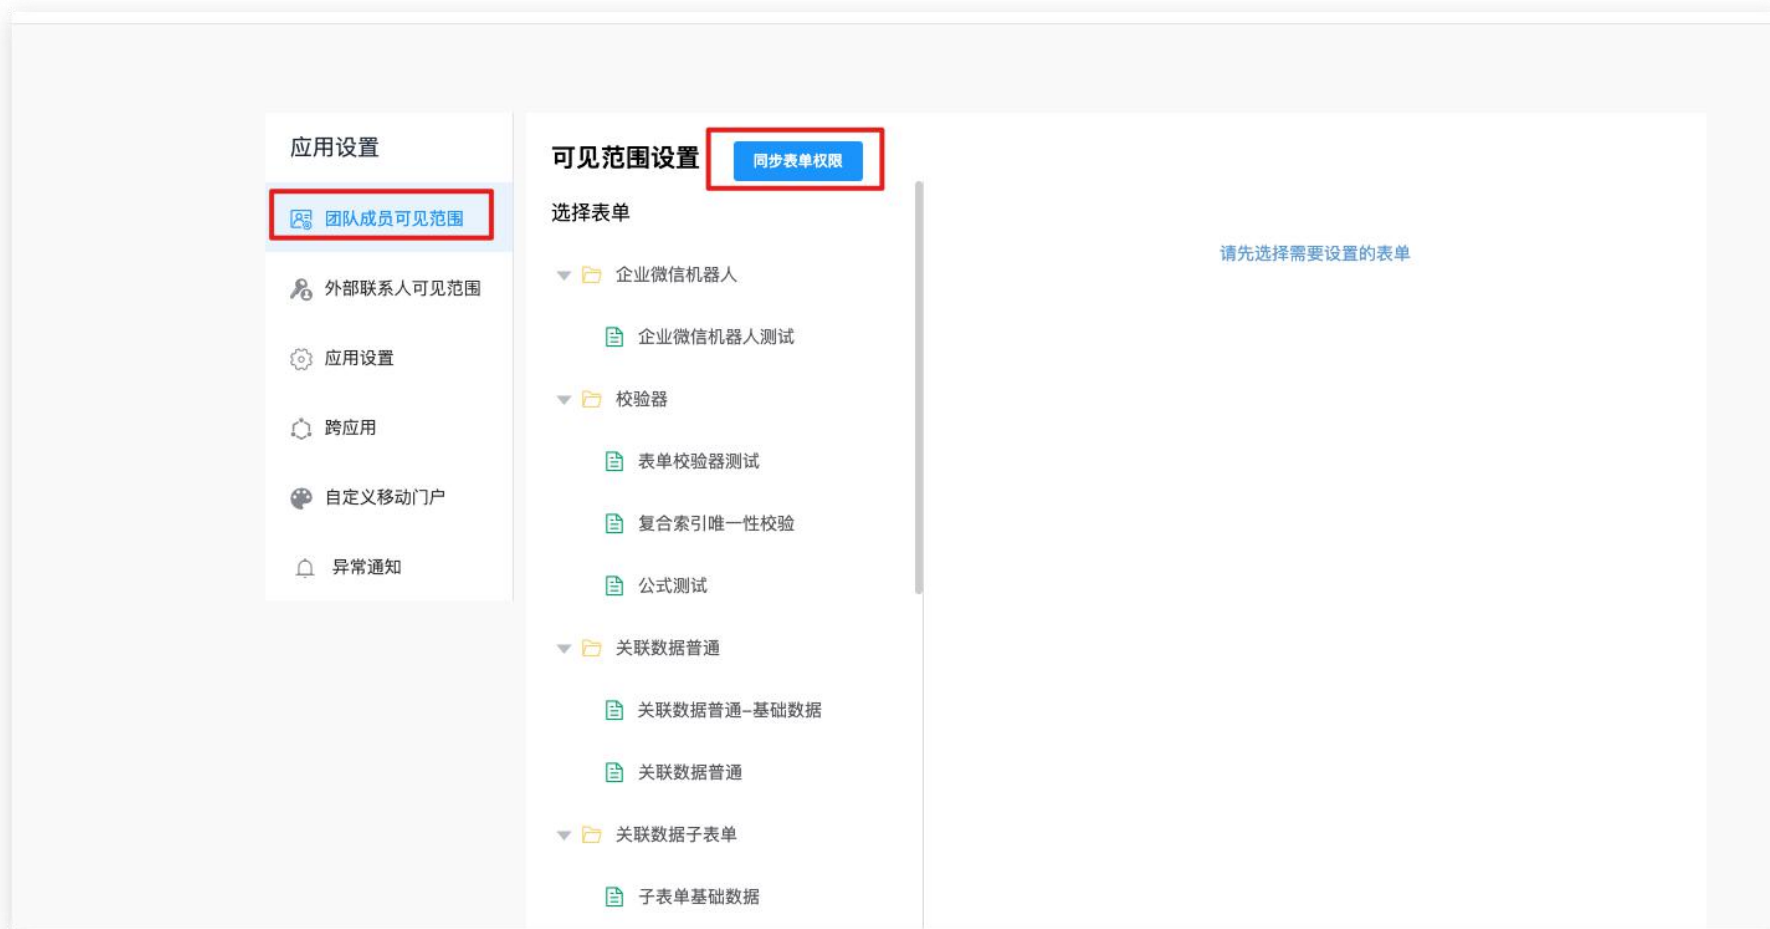 应用设置
团队成员可见范围
外部联系人可见范围
应用设置
跨应用
自定义移动门户
异常通知
可见范围设置
同步表单权限
选择表单
企业微信机器人
企业微信机器人测试
校验器
表单校验器测试
复合索引唯一性校验
公式测试
关联数据普通
关联数据普通-基础数据
关联数据普通
关联数据子表单
子表单基础数据
请先选择需要设置的表单